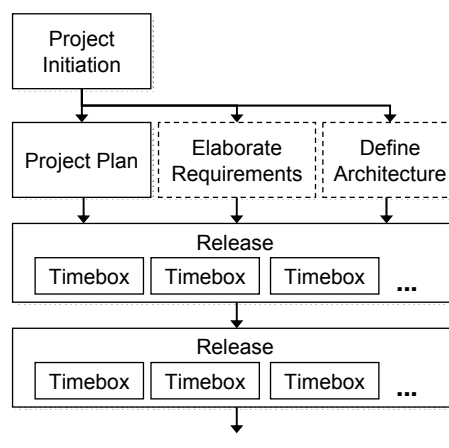 Project
Initiation
Project Plan
Elaborate
Requirements
Define
Architecture
Release
Timebox Timebox Timebox ...
Release
Timebox Timebox Timebox ...